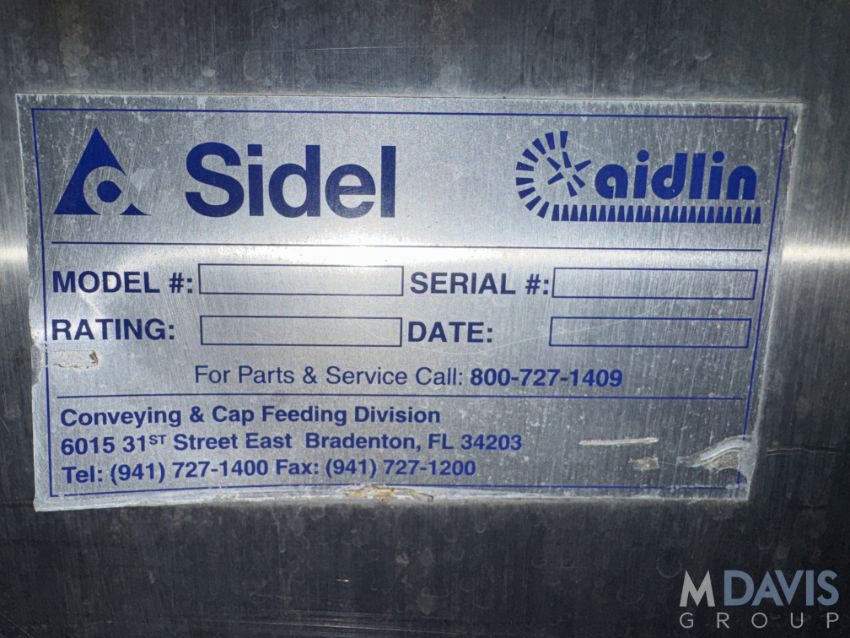 Sidel aidlin
MODEL #: SERIAL #:
RATING: DATE:
For Parts & Service Call: 800-727-1409
Conveying & Cap Feeding Division
6015 31ST Street East Bradenton, FL 34203
Tel: (941) 727-1400 Fax: (941) 727-1200
M DAVIS
GROUP